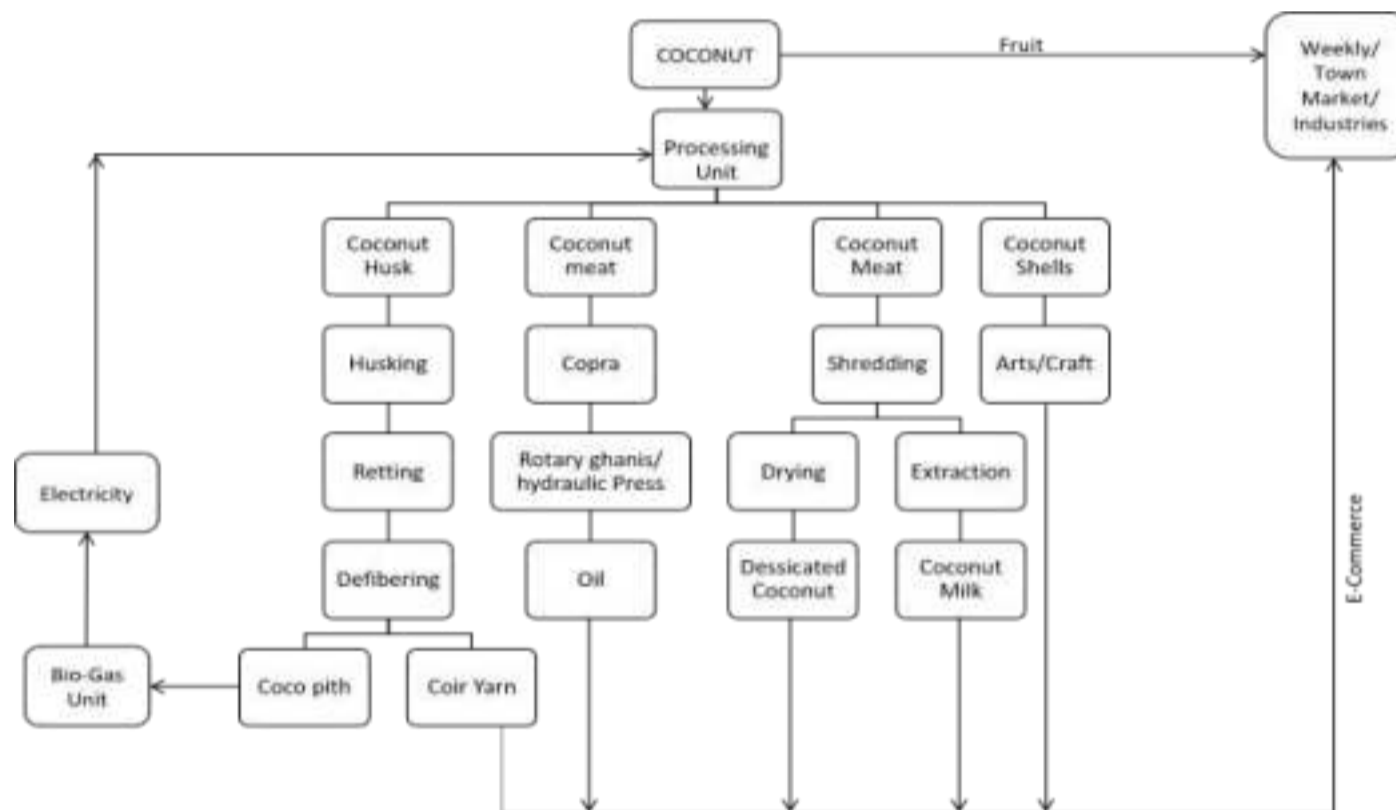 COCONUT
Fruit
Weekly/
Town
Market/
Industries
Processing
Unit
Coconut
Husk
Coconut
meat
Coconut
Meat
Coconut
Shells
Husking
Copra
Shredding
Arts/Craft
Electricity
Retting
Rotary ghanis/
hydraulic Press
Drying
Extraction
E-Commerce
Defibering
Oil
Dessicated
Coconut
Coconut
Milk
Bio-Gas
Unit
Coco pith
Coir Yarn